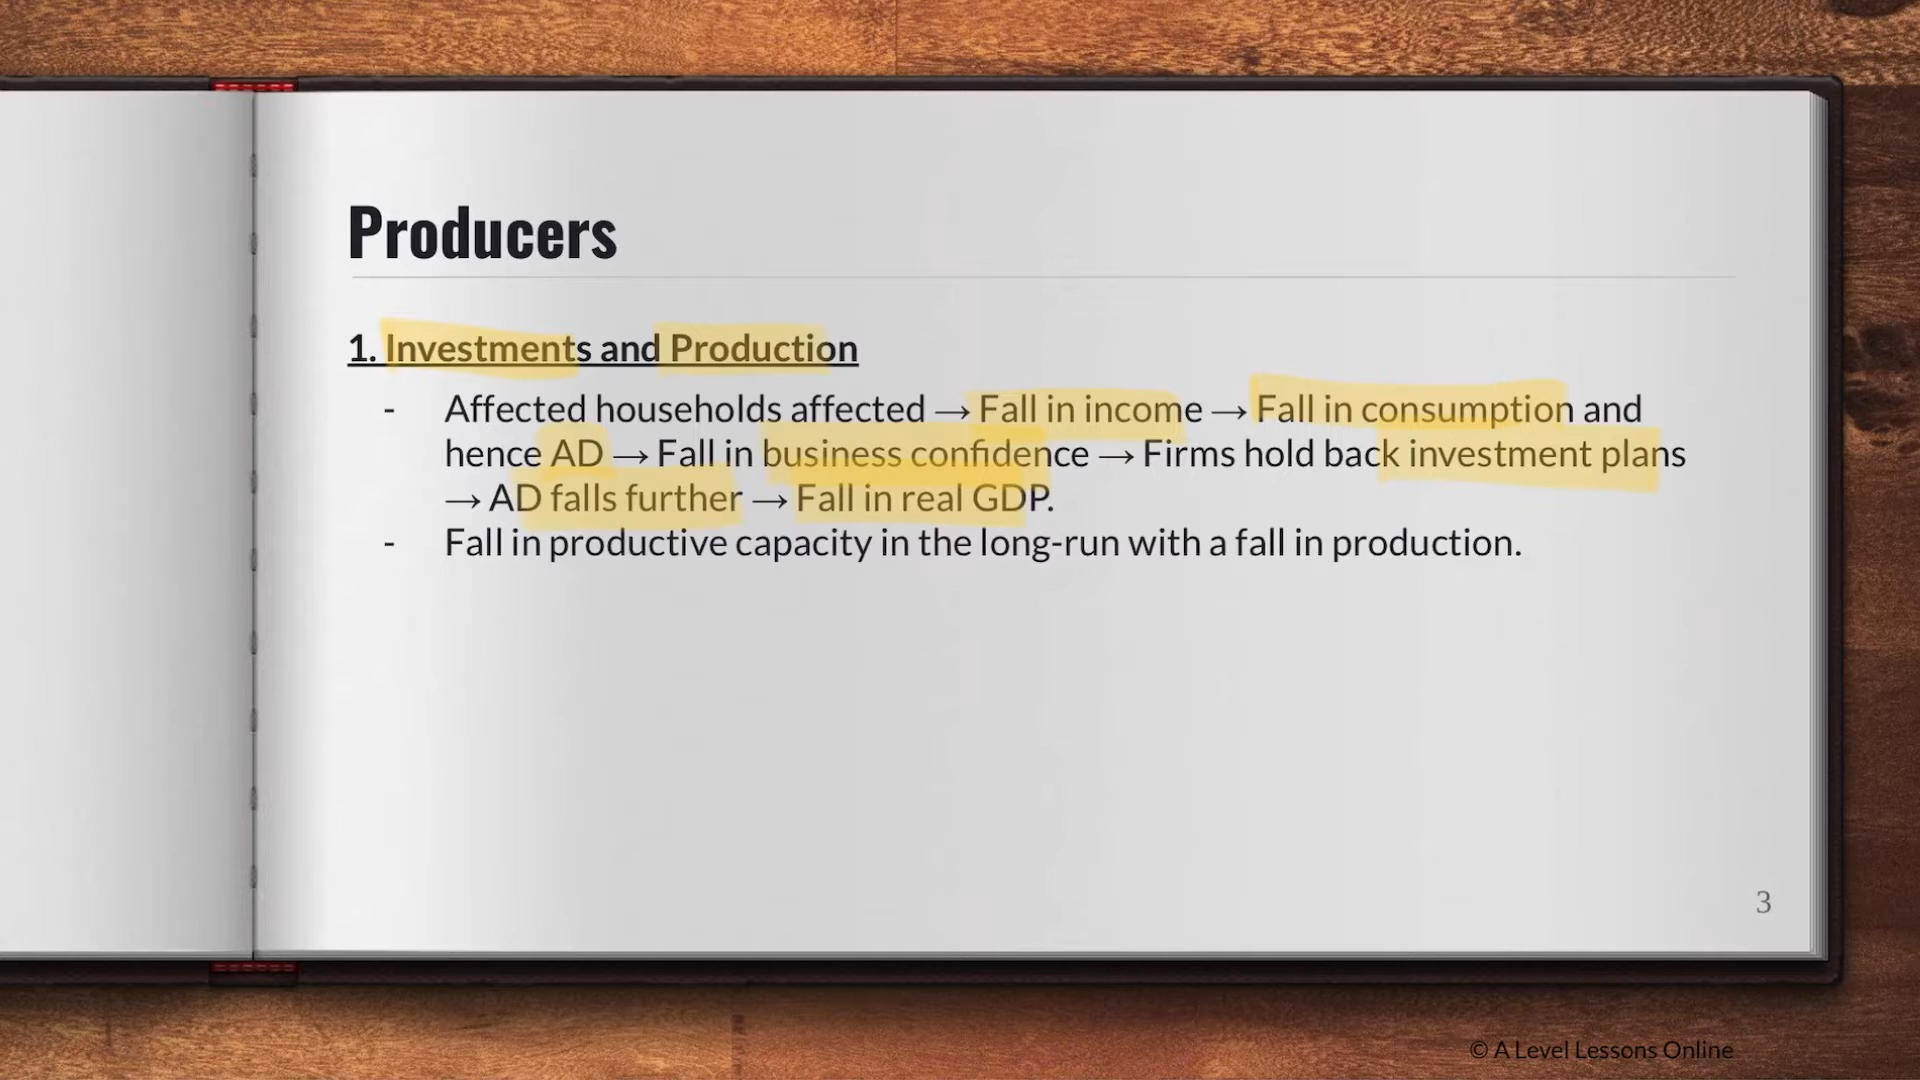 Producers
1. Investments and Production
- Affected households affected → Fall in income → Fall in consumption and
hence AD → Fall in business confidence → Firms hold back investment plans
→ AD falls further → Fall in real GDP.
- Fall in productive capacity in the long-run with a fall in production.
3
© A Level Lessons Online